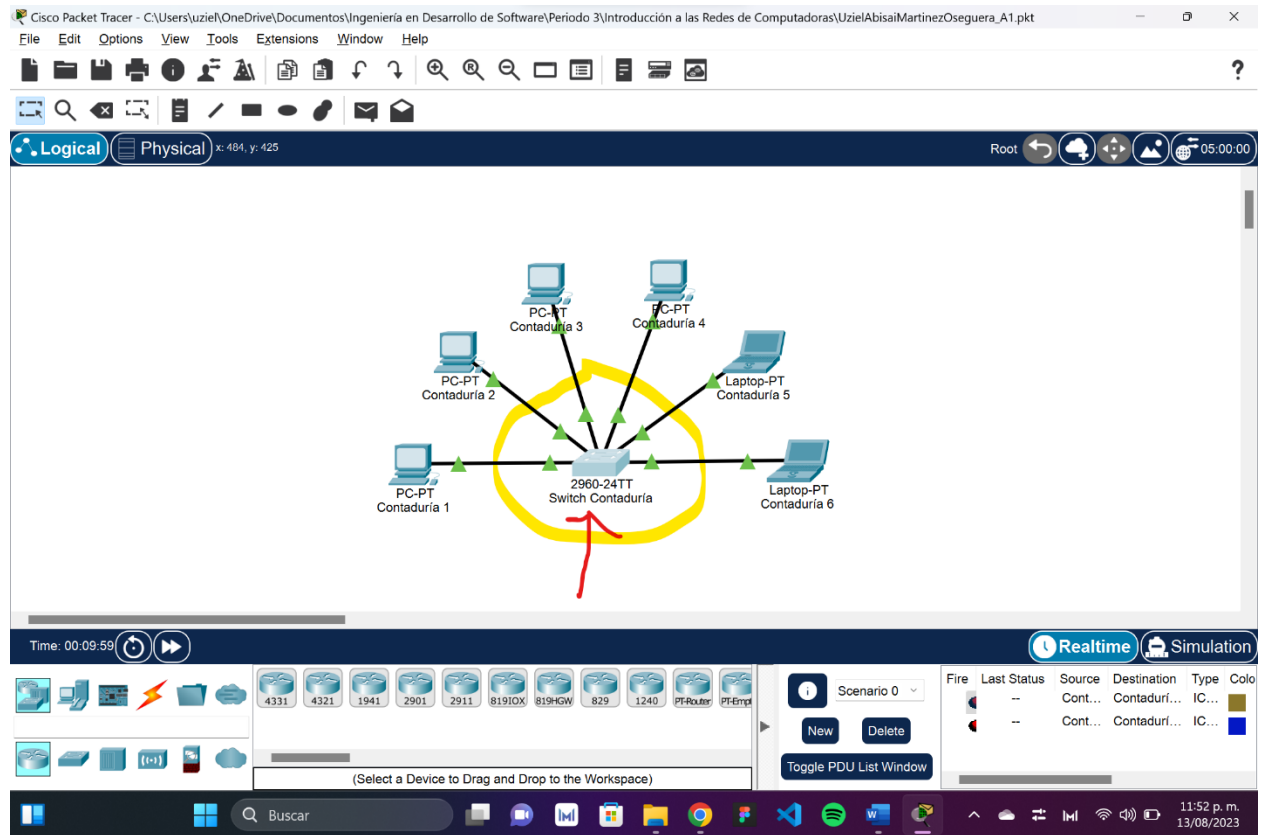 Cisco Packet Tracer - C:\Users\uziel\OneDrive\Documentos\Ingeniería en Desarrollo de Software\Periodo 3\Introducción a las Redes de Computadoras\UzielAbisaiMartinezOseguera_A1.pkt
File Edit Options View Tools Extensions Window Help
?
Logical Physical x: 484, y: 425 Root 05:00:00
PC-PT
Contaduría 3
PC-PT
Contaduría 4
PC-PT
Contaduría 2
Laptop-PT
Contaduría 5
PC-PT
Contaduría 1
2960-24TT
Switch Contaduría
Laptop-PT
Contaduría 6
Time: 00:09:59 Realtime Simulation
4331 4321 1941 2901 2911 819IOX 819HGW 829 1240 PT-Router PT-Empt
(Select a Device to Drag and Drop to the Workspace)
Scenario 0
New Delete
Toggle PDU List Window
Fire Last Status Source Destination Type Colo
-- Cont... Contadurí... IC...
-- Cont... Contadurí... IC...
Buscar
11:52 p. m.
13/08/2023